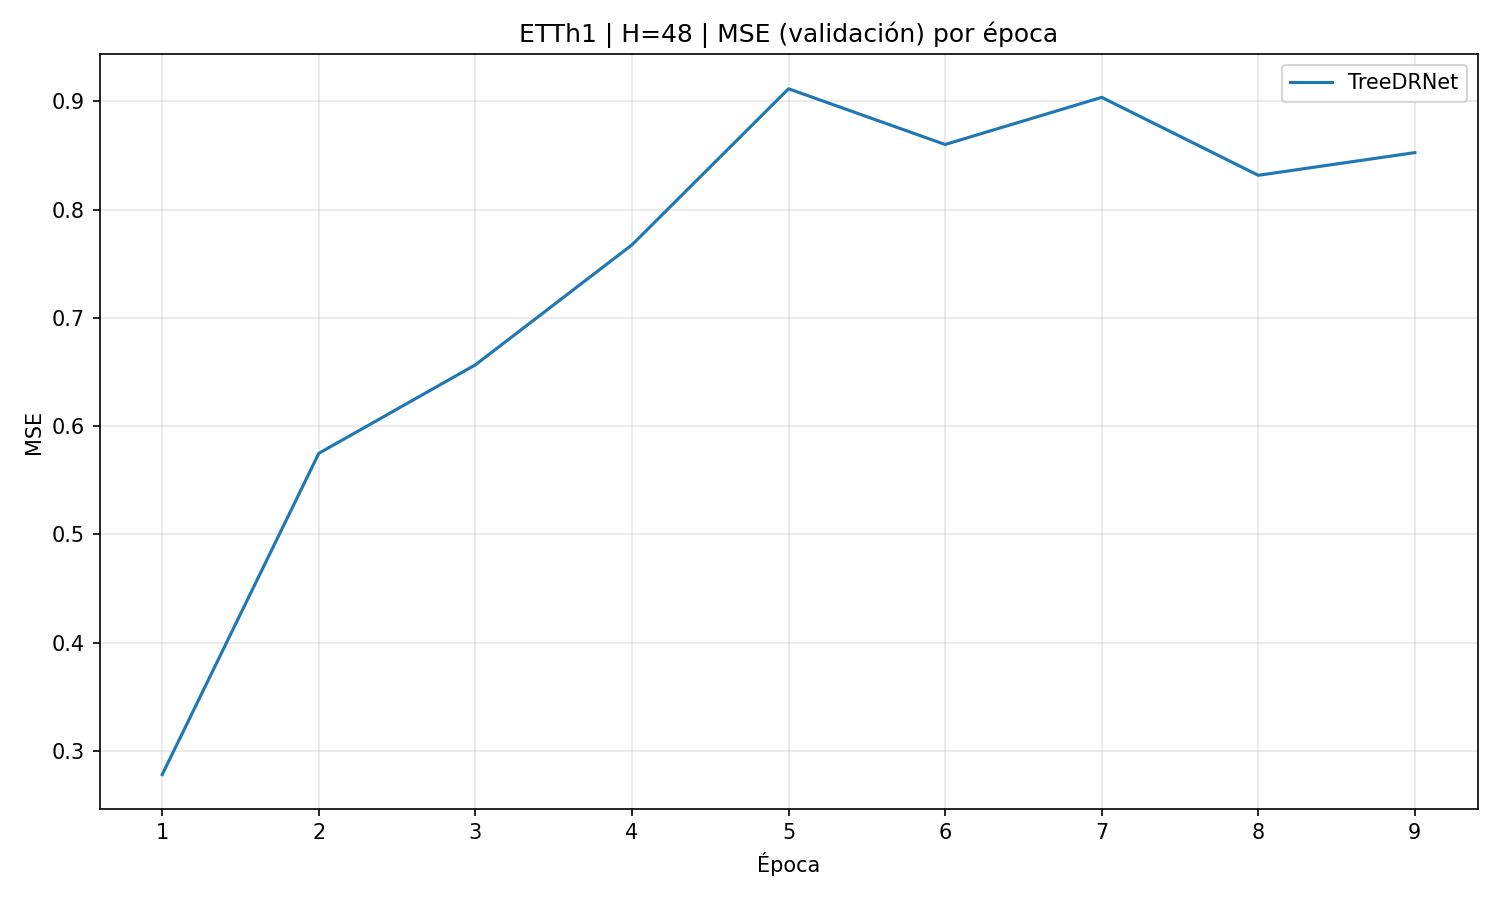 ETTh1 | H=48 | MSE (validación) por época
TreeDRNet
0.9
0.8
0.7
0.6
0.5
0.4
0.3
MSE
1 2 3 4 5 6 7 8 9
Época